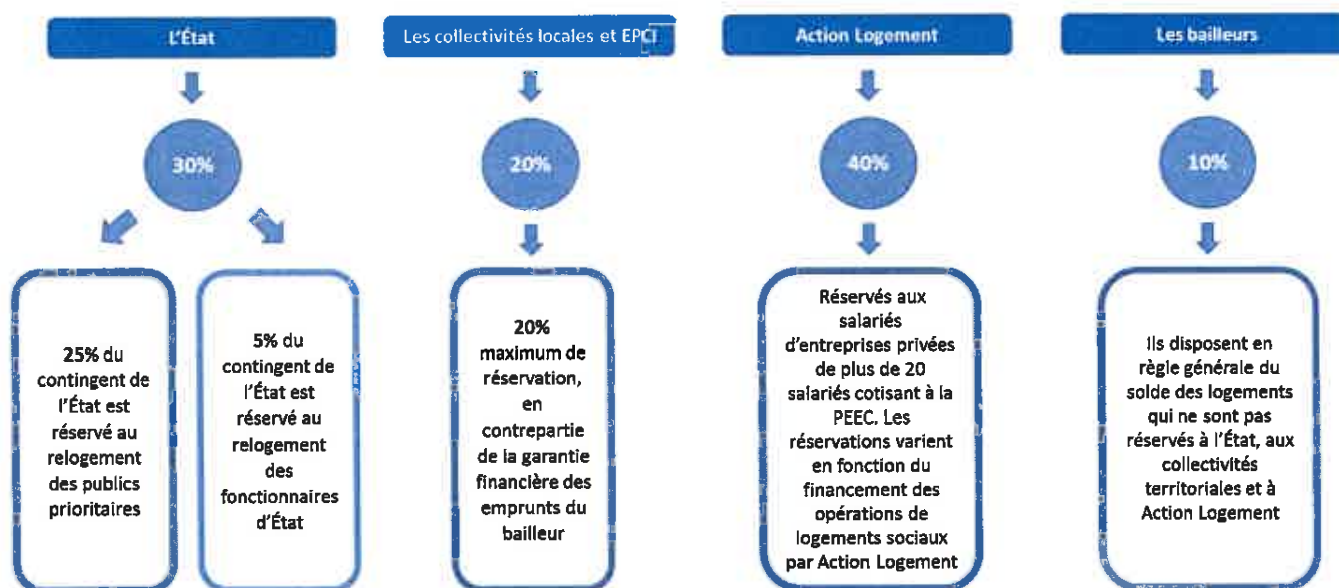 L'État
Les collectivités locales et EPCI
Action Logement
Les bailleurs
30%
20%
40%
10%
25% du
contingent de
l'État est
réservé au
relogement
des publics
prioritaires
5% du
contingent de
l'État est
réservé au
relogement
des
fonctionnaires
d'État
20%
maximum de
réservation,
en
contrepartie
de la garantie
financière des
emprunts du
bailleur
Réservés aux
salariés
d'entreprises privées
de plus de 20
salariés cotisant à la
PEEC. Les
réservations varient
en fonction du
financement des
opérations de
logements sociaux
par Action Logement
Ils disposent en
règle générale du
solde des logements
qui ne sont pas
réservés à l'État, aux
collectivités
territoriales et à
Action Logement